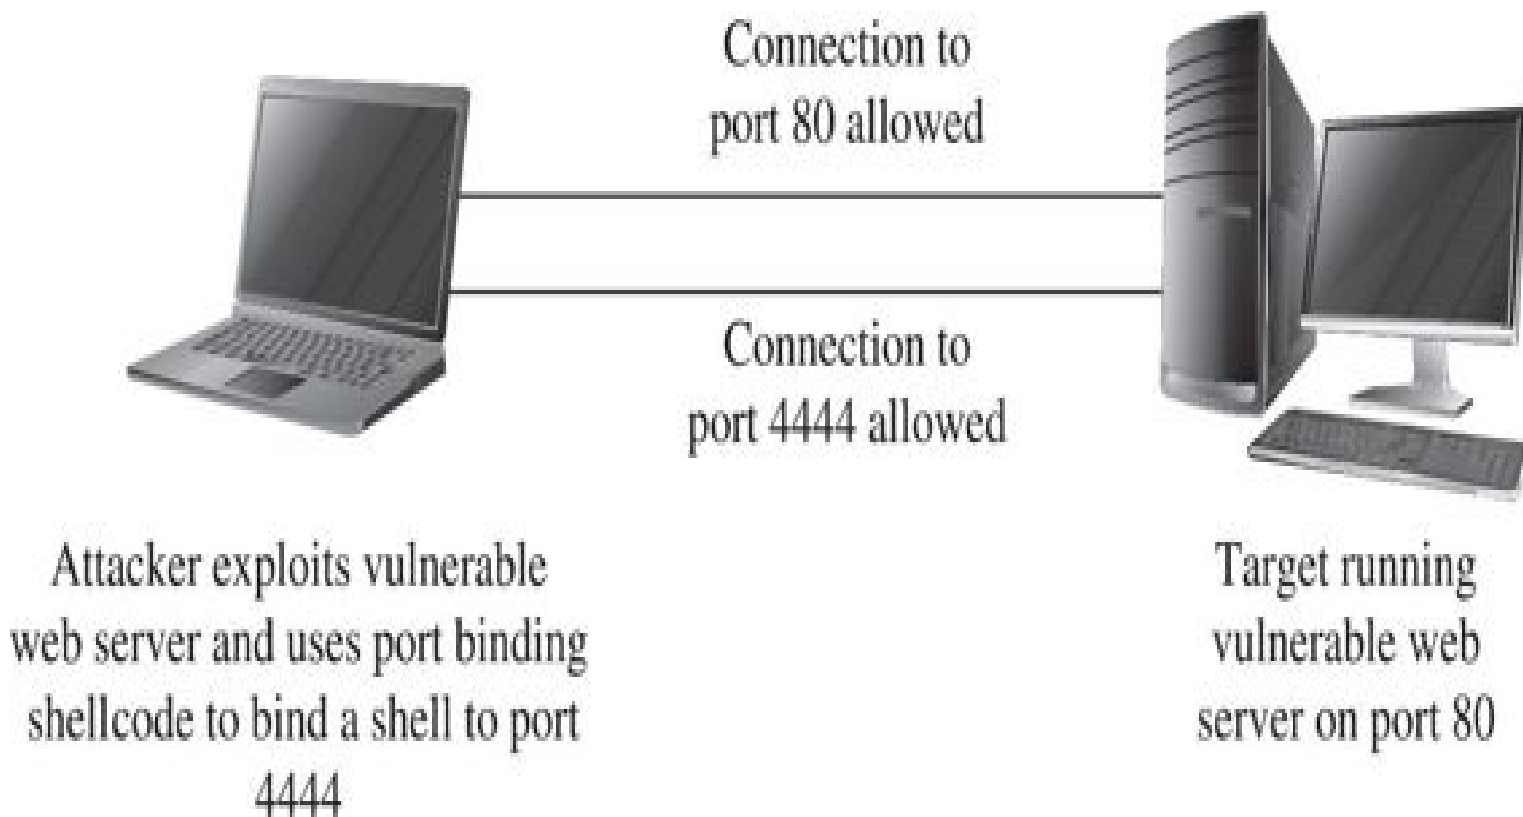 Connection to
port 80 allowed
Connection to
port 4444 allowed
Attacker exploits vulnerable
web server and uses port binding
shellcode to bind a shell to port
4444
Target running
vulnerable web
server on port 80